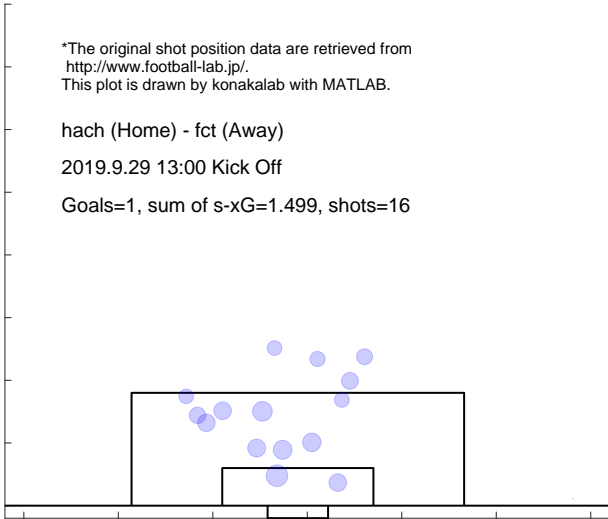 *The original shot position data are retrieved from
http://www.football-lab.jp/.
This plot is drawn by konakalab with MATLAB.
hach (Home) - fct (Away)
2019.9.29 13:00 Kick Off
Goals=1, sum of s-xG=1.499, shots=16